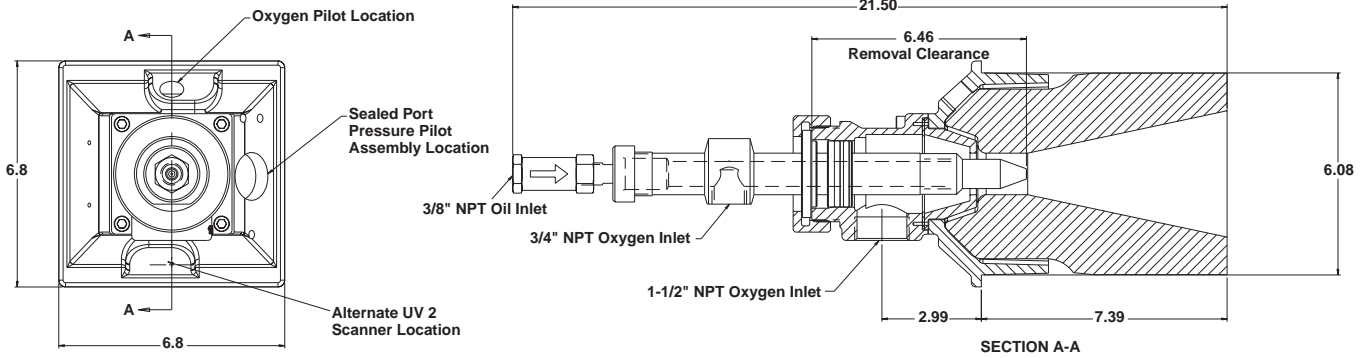 Oxygen Pilot Location
A
Sealed Port
Pressure Pilot
Assembly Location
6.8
A
Alternate UV 2
Scanner Location
6.8
21.50
6.46
Removal Clearance
6.08
3/8" NPT Oil Inlet
3/4" NPT Oxygen Inlet
1-1/2" NPT Oxygen Inlet
2.99
7.39
SECTION A-A